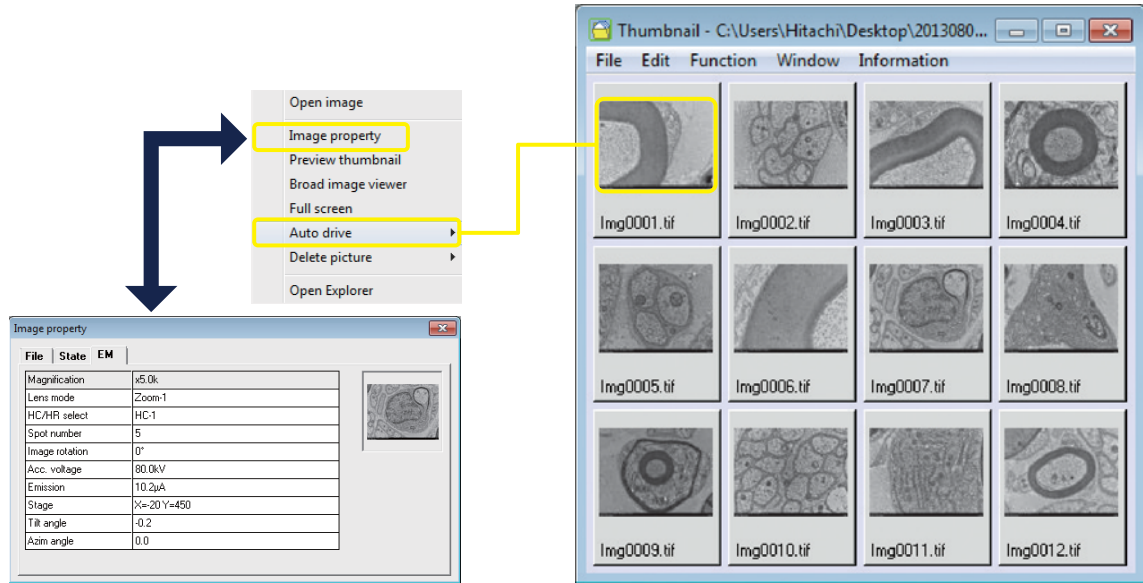 Thumbnail - C:\Users\Hitachi\Desktop\2013080...
File Edit Function Window Information
Img0001.tif Img0002.tif Img0003.tif Img0004.tif
Img0005.tif Img0006.tif Img0007.tif Img0008.tif
Img0009.tif Img0010.tif Img0011.tif Img0012.tif
Open image
Image property
Preview thumbnail
Broad image viewer
Full screen
Auto drive
Delete picture
Open Explorer
Image property
File State EM
Magnification x5.0k
Lens mode Zoom-1
HC/HR select HC-1
Spot number 5
Image rotation 0°
Acc. voltage 80.0kV
Emission 10.2µA
Stage X=-20 Y=450
Tilt angle -0.2
Azim angle 0.0